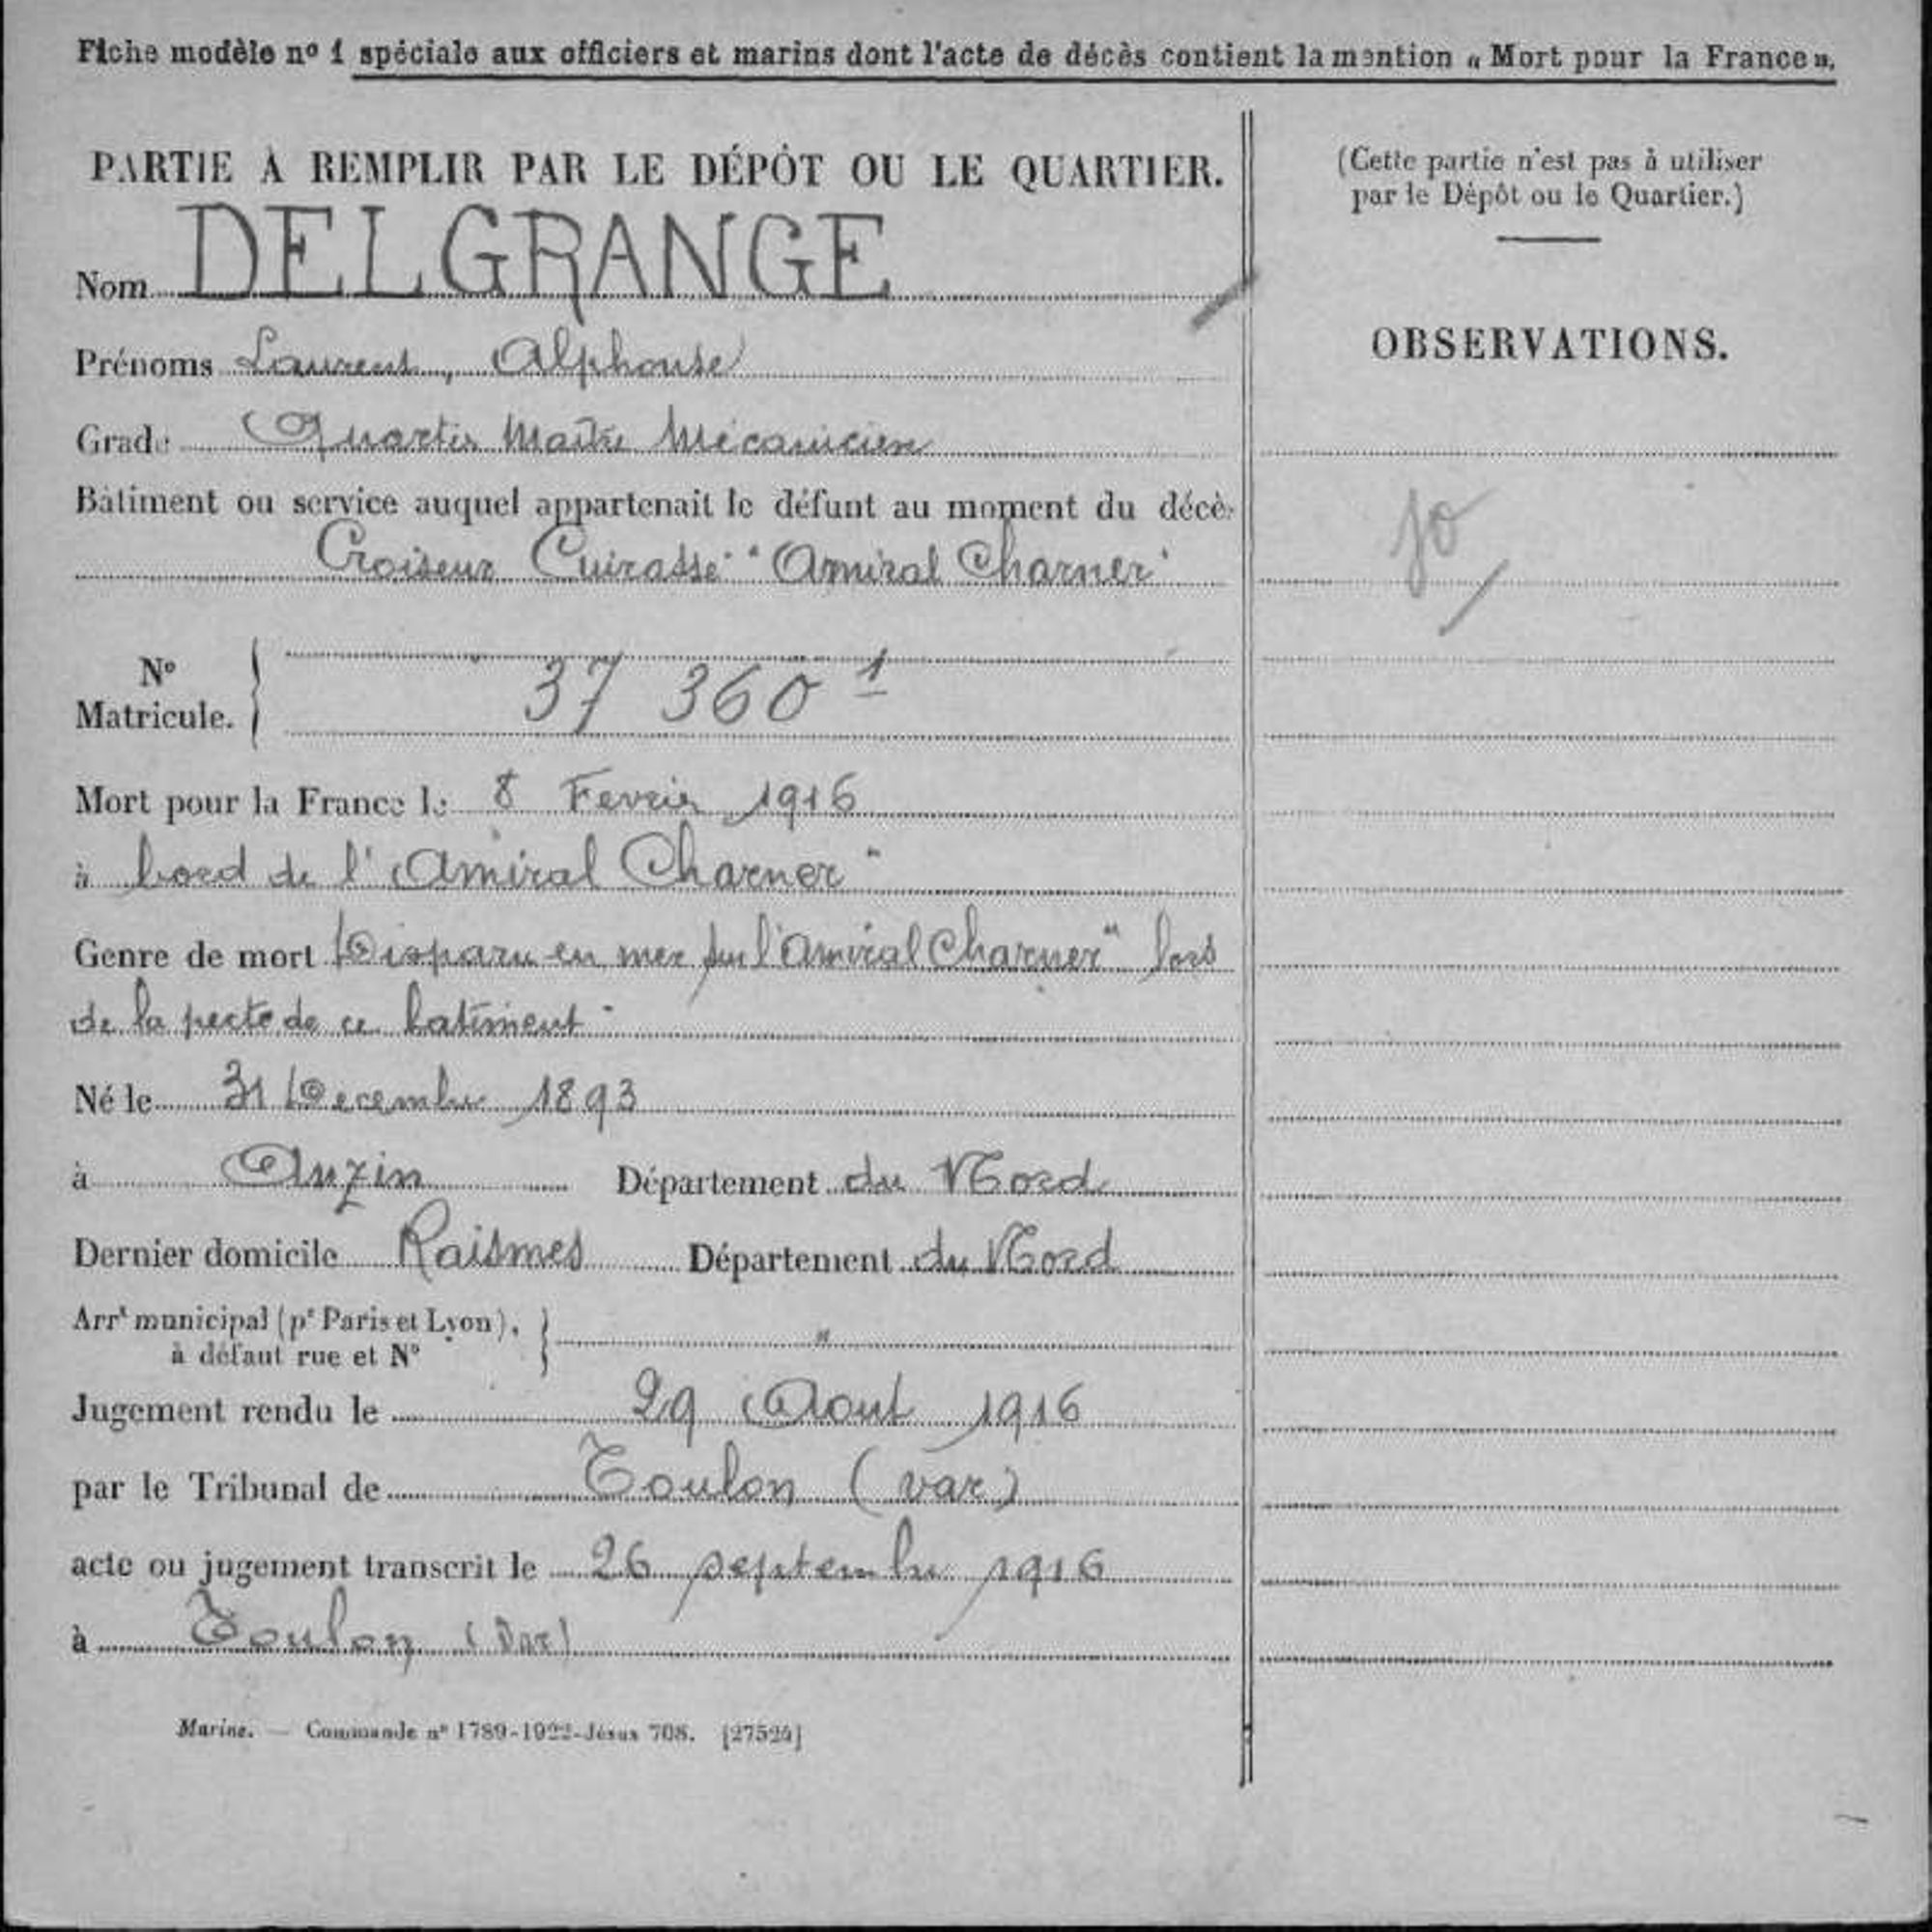 Fiche modèle nº 1 spéciale aux officiers et marins dont l'acte de décès contient la mention « Mort pour la France ».
PARTIE À REMPLIR PAR LE DÉPÔT OU LE QUARTIER.
Nom DELGRANGE
Prénoms Laurent, Alphonse
Grade Quartier Maître Mécanicien
Bâtiment ou service auquel appartenait le défunt au moment du décès
Croiseur Cuirassé "Amiral Charner"
Nº
Matricule. } 37 360 1
Mort pour la France le 8 Fevrier 1916
à bord de l'"Amiral Charner"
Genre de mort Disparu en mer sur l'"Amiral Charner" lors
de la perte de ce batiment
Né le 31 Decembre 1893
à Anzin Département du Nord
Dernier domicile Raismes Département du Nord
Arrt municipal (pr Paris et Lyon), 
à défaut rue et Nº } "
Jugement rendu le 29 Aout 1916
par le Tribunal de Toulon (var)
acte ou jugement transcrit le 26 septembre 1916
à Toulon (Var)
Marine. — Commande nº 1789-1922-Jésus 708. [27524]
(Cette partie n'est pas à utiliser
par le Dépôt ou le Quartier.)
OBSERVATIONS.